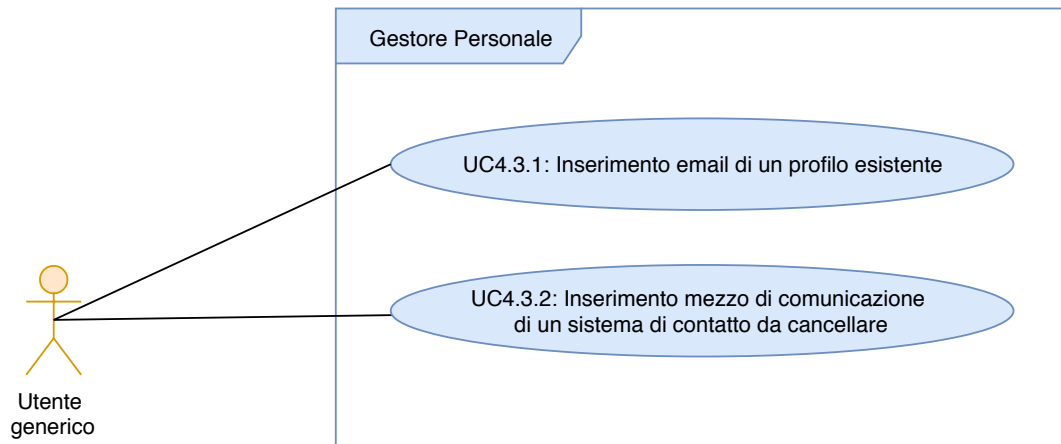 Gestore Personale
UC4.3.1: Inserimento email di un profilo esistente
UC4.3.2: Inserimento mezzo di comunicazione
di un sistema di contatto da cancellare
Utente
generico